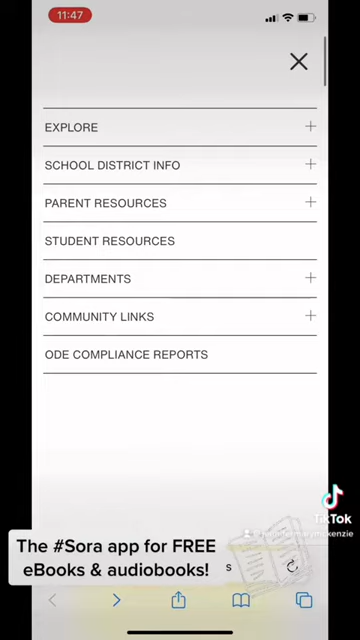 11:47
EXPLORE
SCHOOL DISTRICT INFO
PARENT RESOURCES
STUDENT RESOURCES
DEPARTMENTS
COMMUNITY LINKS
ODE COMPLIANCE REPORTS
TikTok
The #Sora app for FREE
eBooks & audiobooks!
s